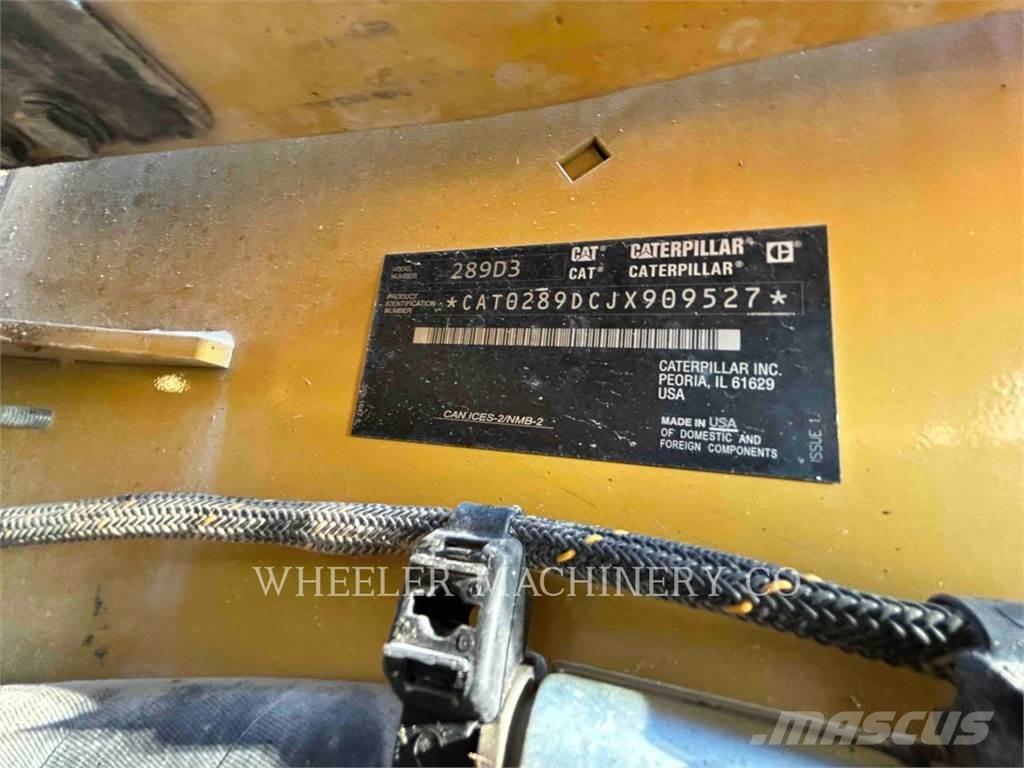 MODEL NUMBER 289D3 CAT® CATERPILLAR®
CAT® CATERPILLAR®
PRODUCT IDENTIFICATION NUMBER *CAT0289DCJX909527*
CATERPILLAR INC.
PEORIA, IL 61629
USA
CAN ICES-2/NMB-2
MADE IN USA
OF DOMESTIC AND
FOREIGN COMPONENTS
ISSUE 1
WHEELER MACHINERY CO.
MASCUS